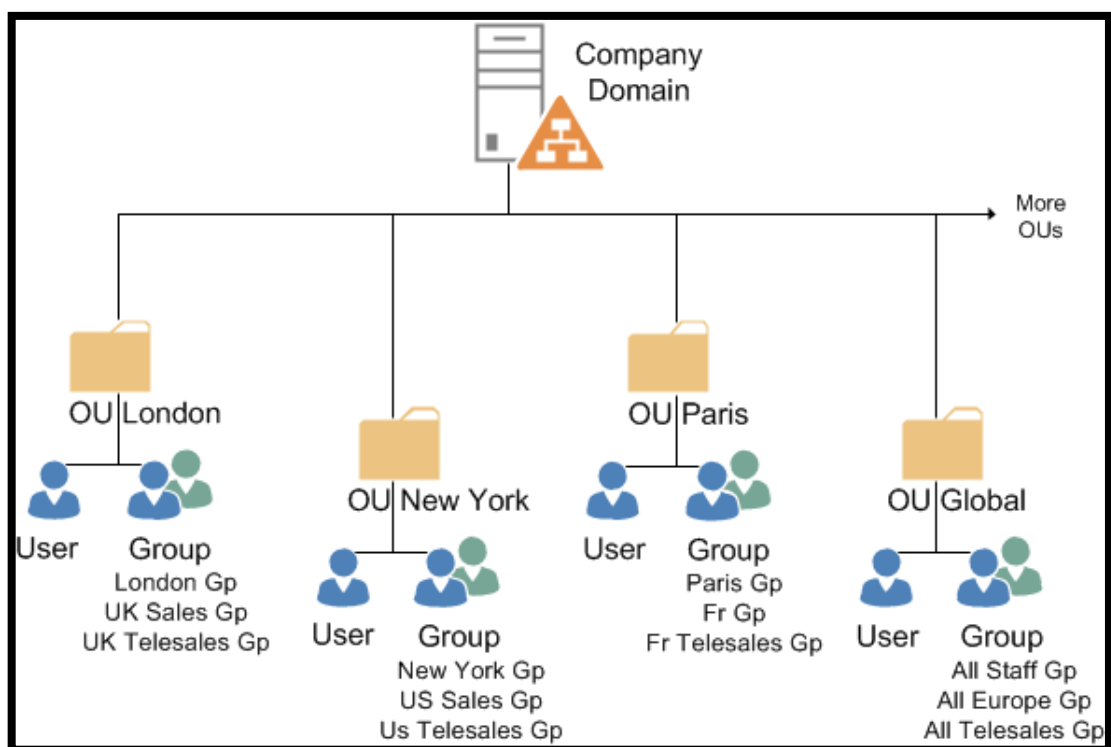 Company
Domain
More
OUs
OU London
User
Group
London Gp
UK Sales Gp
UK Telesales Gp
OU New York
User
Group
New York Gp
US Sales Gp
Us Telesales Gp
OU Paris
User
Group
Paris Gp
Fr Gp
Fr Telesales Gp
OU Global
User
Group
All Staff Gp
All Europe Gp
All Telesales Gp